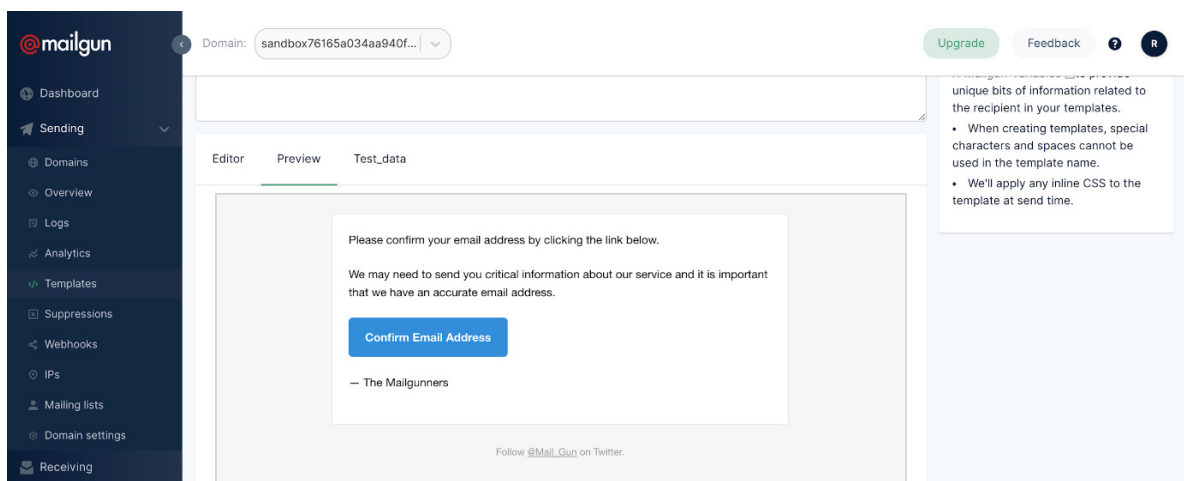 mailgun
Domain:
sandbox76165a034aa940f...
Upgrade
Feedback
?
R
Dashboard
Sending
Domains
Overview
Logs
Analytics
Templates
Suppressions
Webhooks
IPs
Mailing lists
Domain settings
Receiving
Editor
Preview
Test_data
Please confirm your email address by clicking the link below.
We may need to send you critical information about our service and it is important
that we have an accurate email address.
Confirm Email Address
— The Mailgunners
Follow @Mail_Gun on Twitter.
unique bits of information related to
the recipient in your templates.
• When creating templates, special
characters and spaces cannot be
used in the template name.
• We'll apply any inline CSS to the
template at send time.